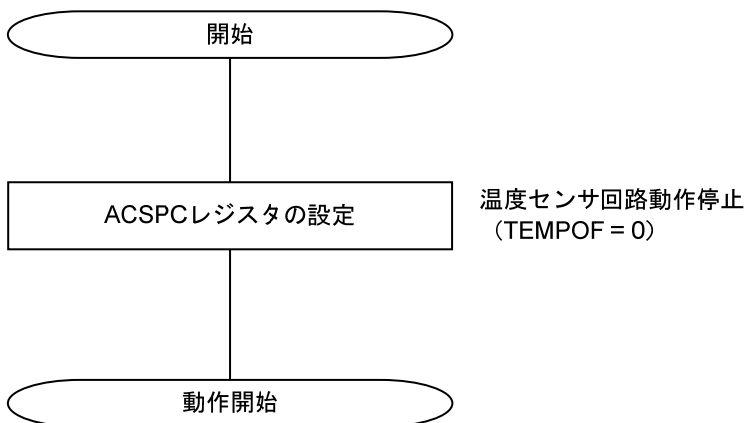 開始
ACSPCレジスタの設定
温度センサ回路動作停止
（TEMPOF = 0）
動作開始